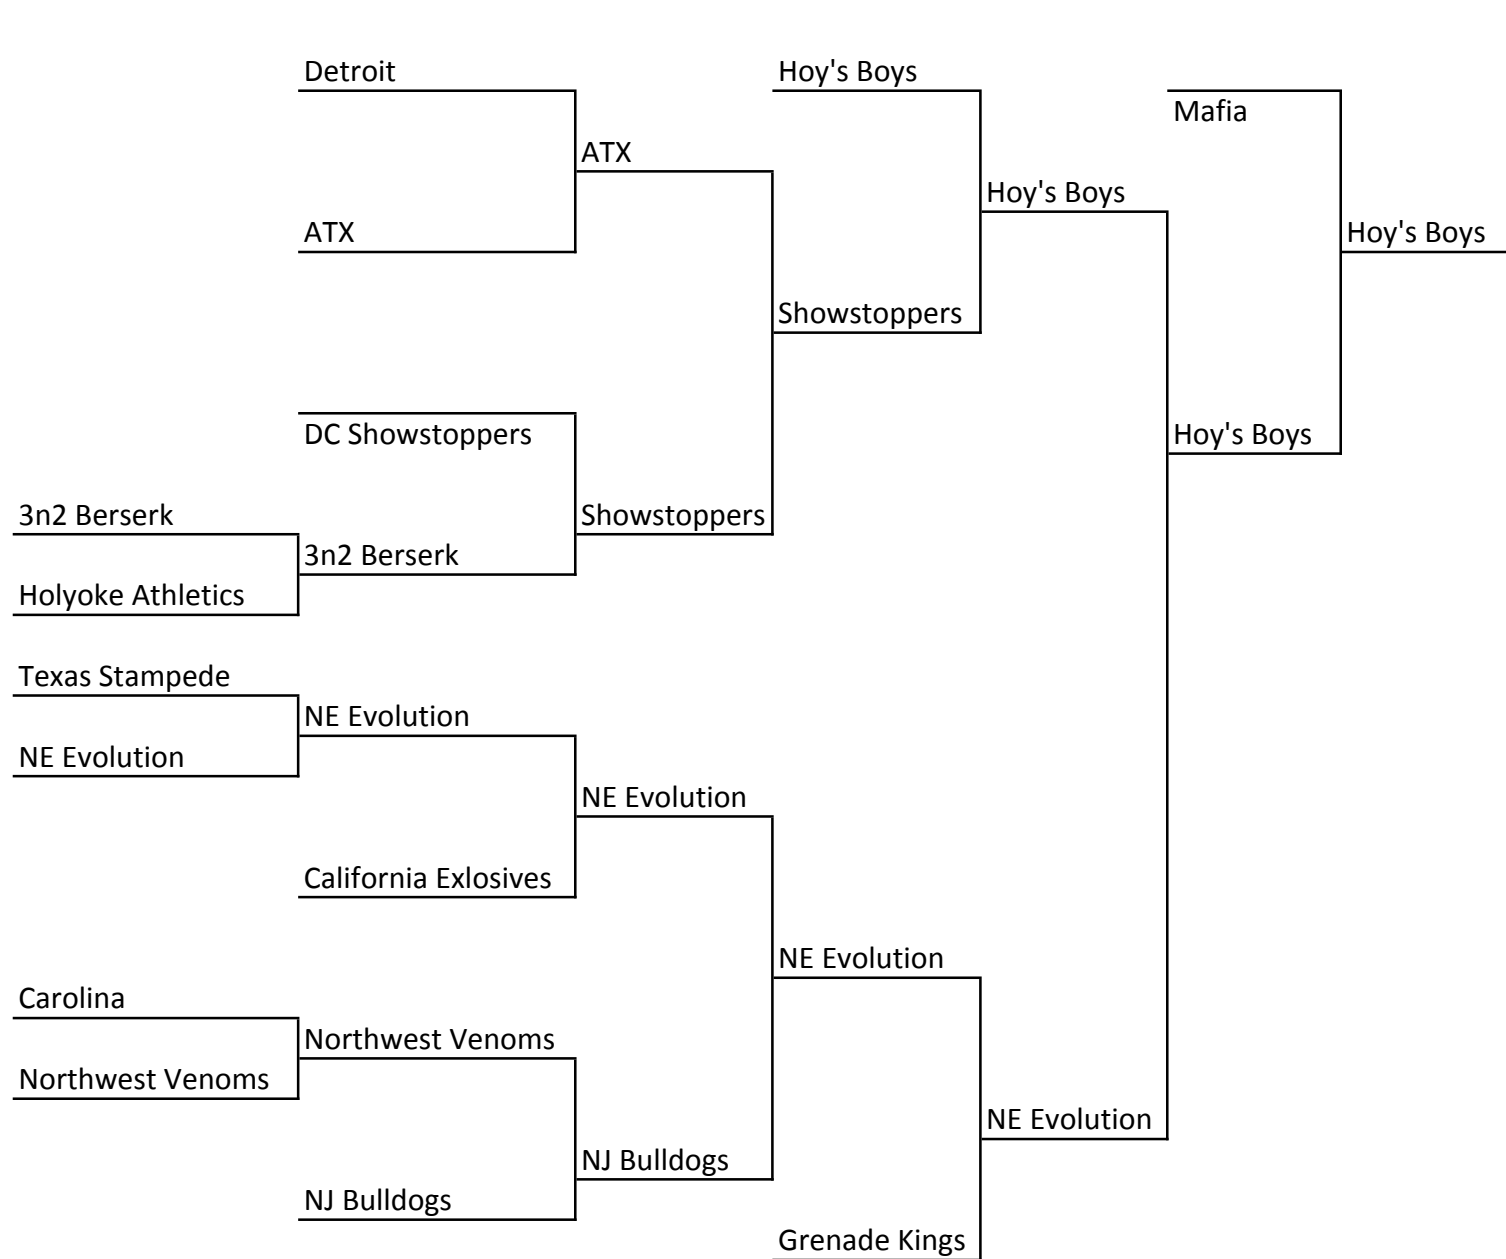 Detroit
Hoy's Boys
Mafia
ATX
Hoy's Boys
ATX
Hoy's Boys
Showstoppers
DC Showstoppers
Hoy's Boys
3n2 Berserk
Showstoppers
3n2 Berserk
Holyoke Athletics
Texas Stampede
NE Evolution
NE Evolution
NE Evolution
California Exlosives
NE Evolution
Carolina
Northwest Venoms
Northwest Venoms
NE Evolution
NJ Bulldogs
NJ Bulldogs
Grenade Kings